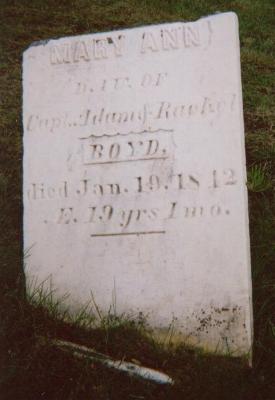 MARY ANN
DAU. OF
Capt. Adam & Rachel
BOYD.
died Jan. 19. 1842
Æ. 19 yrs 1 mo.